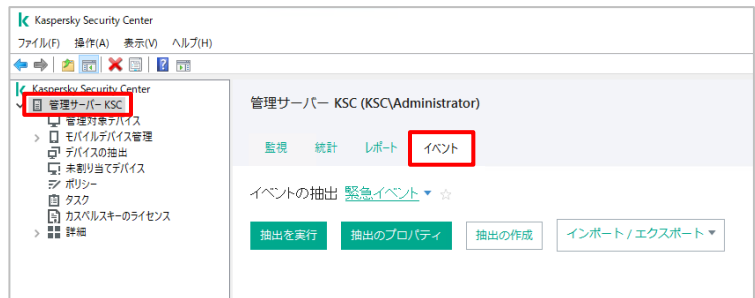 Kaspersky Security Center
ファイル(F) 操作(A) 表示(V) ヘルプ(H)
Kaspersky Security Center
管理サーバー KSC
管理対象デバイス
モバイルデバイス管理
デバイスの抽出
未割り当てデバイス
ポリシー
タスク
カスペルスキーのライセンス
詳細
管理サーバー KSC (KSC\Administrator)
監視 統計 レポート イベント
イベントの抽出 緊急イベント
抽出を実行 抽出のプロパティ 抽出の作成 インポート / エクスポート